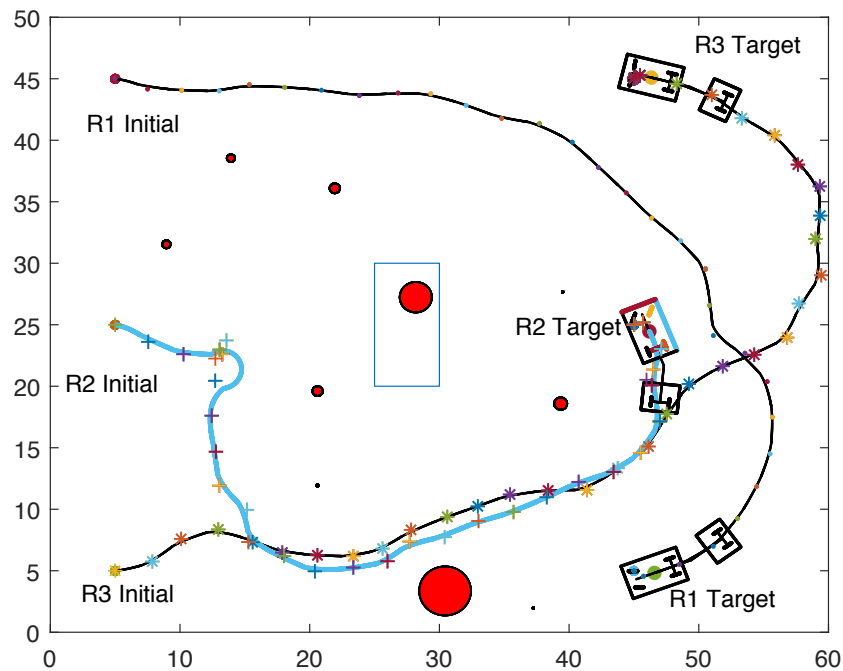 50
45
40
35
30
25
20
15
10
5
0
0 10 20 30 40 50 60
R3 Target
R1 Initial
R2 Target
R2 Initial
R3 Initial
R1 Target